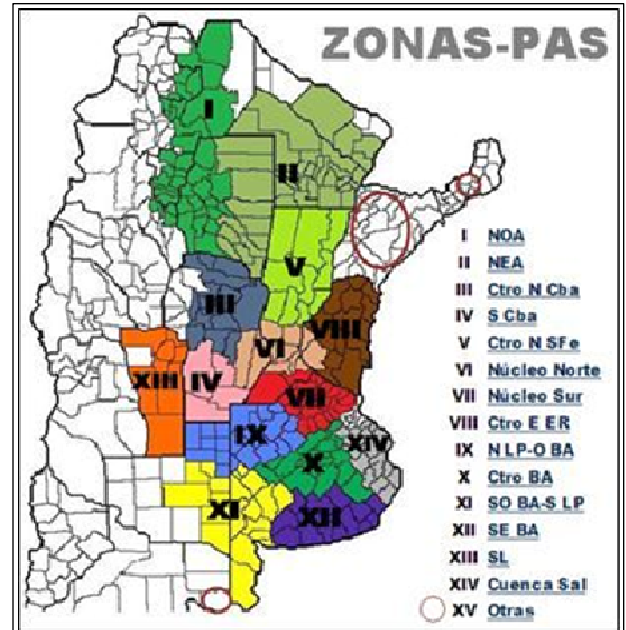 ZONAS-PAS
I
II
III
IV
V
VI
VII
VIII
IX
X
XI
XII
XIII
XIV
I NOA
II NEA
III Ctro N Cba
IV S Cba
V Ctro N SFe
VI Núcleo Norte
VII Núcleo Sur
VIII Ctro E ER
IX N LP-O BA
X Ctro BA
XI SO BA-S LP
XII SE BA
XIII SL
XIV Cuenca Sal
XV Otras